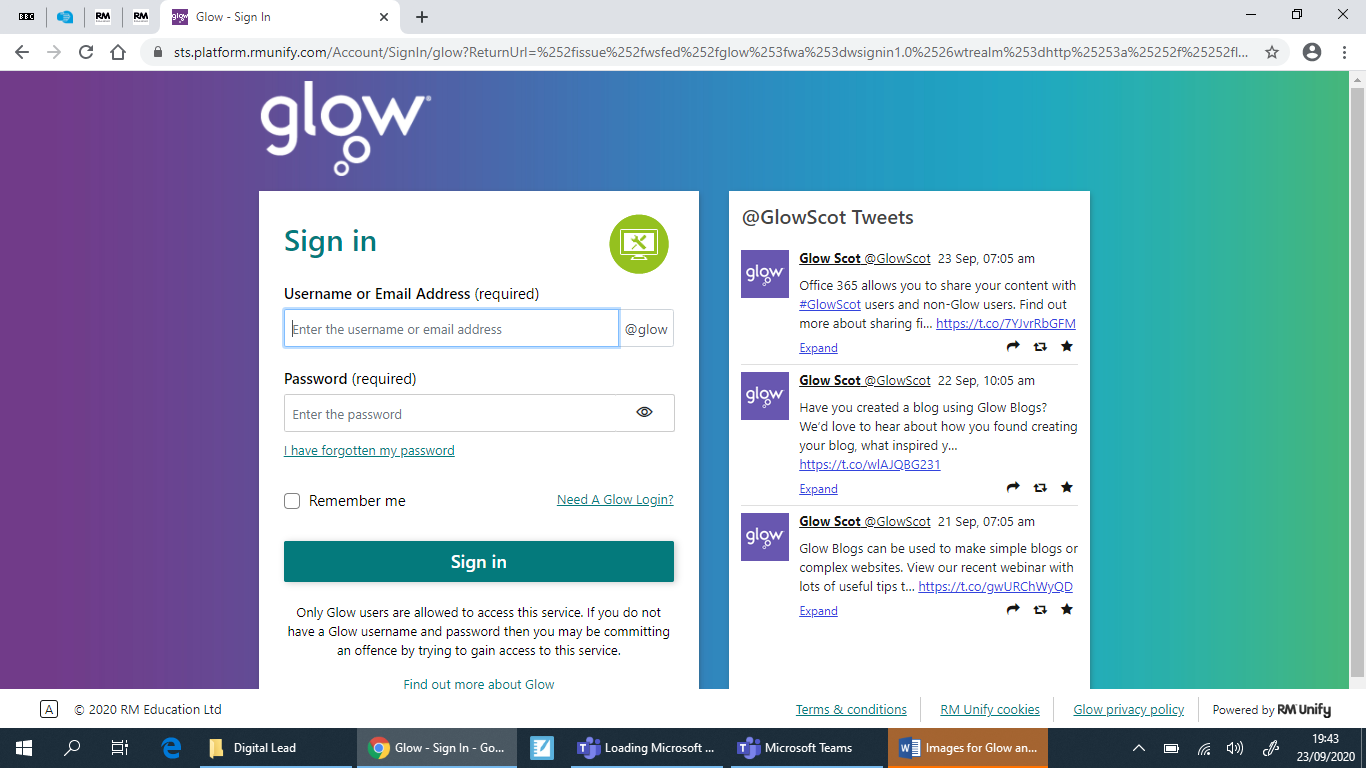 BBC
RM
RM
glow
Glow - Sign In
sts.platform.rmunify.com/Account/SignIn/glow?ReturnUrl=%252fissue%252fwsfed%252fglow%253fwa%253dwsignin1.0%2526wtrealm%253dhttp%25253a%25252f%25252fl...
glow
Sign in
Username or Email Address (required)
Enter the username or email address
@glow
Password (required)
Enter the password
I have forgotten my password
Remember me
Need A Glow Login?
Sign in
Only Glow users are allowed to access this service. If you do not
have a Glow username and password then you may be committing
an offence by trying to gain access to this service.
Find out more about Glow
@GlowScot Tweets
glow
Glow Scot @GlowScot 23 Sep, 07:05 am
Office 365 allows you to share your content with
#GlowScot users and non-Glow users. Find out
more about sharing fi... https://t.co/7YJvrRbGFM
Expand
glow
Glow Scot @GlowScot 22 Sep, 10:05 am
Have you created a blog using Glow Blogs?
We'd love to hear about how you found creating
your blog, what inspired y...
https://t.co/wlAJQBG231
Expand
glow
Glow Scot @GlowScot 21 Sep, 07:05 am
Glow Blogs can be used to make simple blogs or
complex websites. View our recent webinar with
lots of useful tips t... https://t.co/gwURChWyQD
Expand
A
© 2020 RM Education Ltd
Terms & conditions
RM Unify cookies
Glow privacy policy
Powered by RM Unify
Digital Lead
Glow - Sign In - Go...
Loading Microsoft ...
Microsoft Teams
Images for Glow an...
19:43
23/09/2020